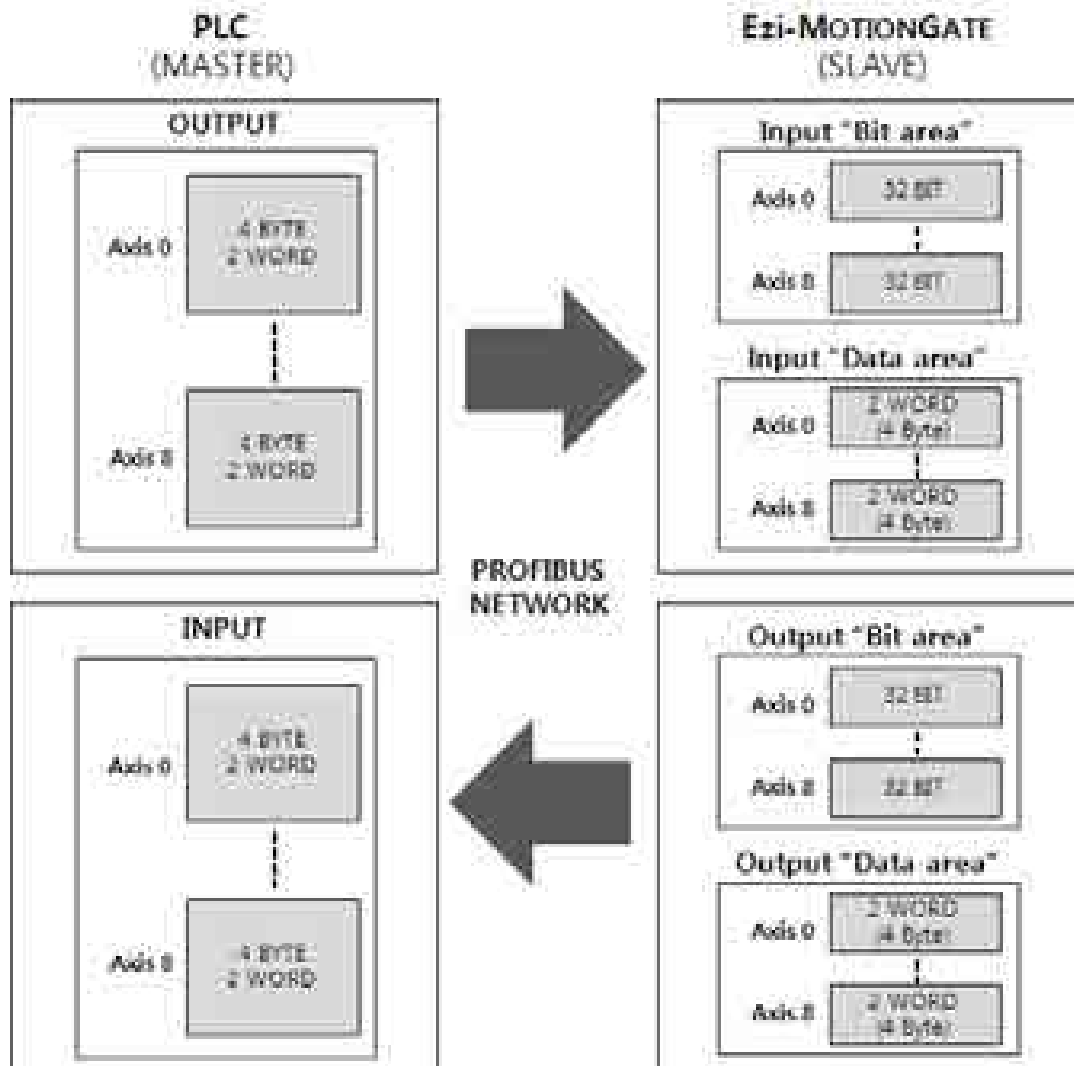 PLC
(MASTER)
OUTPUT
Axis 0
4 BYTE
2 WORD
Axis 8
4 BYTE
2 WORD
Ezi-MOTIONGATE
(SLAVE)
Input "Bit area"
Axis 0
32 BIT
Axis 8
32 BIT
Input "Data area"
Axis 0
2 WORD
(4 Byte)
Axis 8
2 WORD
(4 Byte)
PROFIBUS
NETWORK
INPUT
Axis 0
4 BYTE
2 WORD
Axis 8
4 BYTE
2 WORD
Output "Bit area"
Axis 0
32 BIT
Axis 8
32 BIT
Output "Data area"
Axis 0
2 WORD
(4 Byte)
Axis 8
2 WORD
(4 Byte)